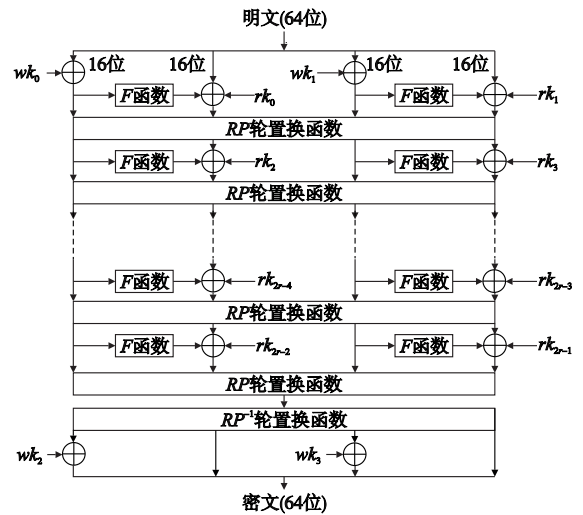 明文(64位)
wk₀ 16位 16位 wk₁ 16位 16位
F函数 rk₀ F函数 rk₁
RP轮置换函数
F函数 rk₂ F函数 rk₃
RP轮置换函数
F函数 rk₂ᵣ₋₄ F函数 rk₂ᵣ₋₃
RP轮置换函数
F函数 rk₂ᵣ₋₂ F函数 rk₂ᵣ₋₁
RP轮置换函数
RP⁻¹轮置换函数
wk₂ wk₃
密文(64位)